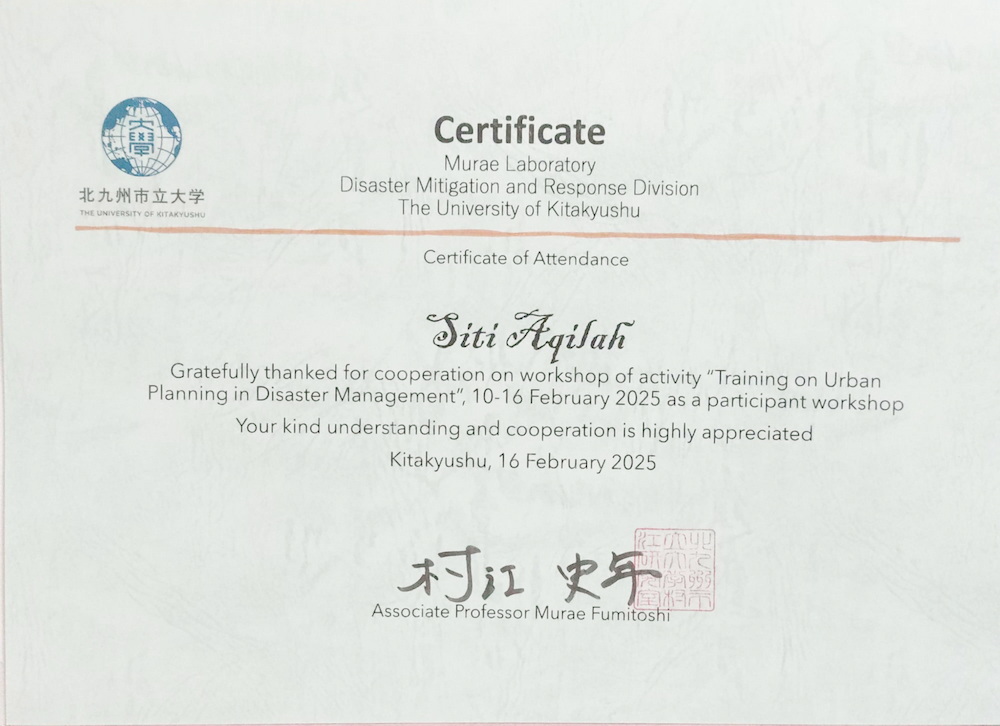 北九州市立大学
THE UNIVERSITY OF KITAKYUSHU
Certificate
Murae Laboratory
Disaster Mitigation and Response Division
The University of Kitakyushu
Certificate of Attendance
Siti Aqilah
Gratefully thanked for cooperation on workshop of activity “Training on Urban
Planning in Disaster Management”, 10-16 February 2025 as a participant workshop
Your kind understanding and cooperation is highly appreciated
Kitakyushu, 16 February 2025
村江 史年
Associate Professor Murae Fumitoshi